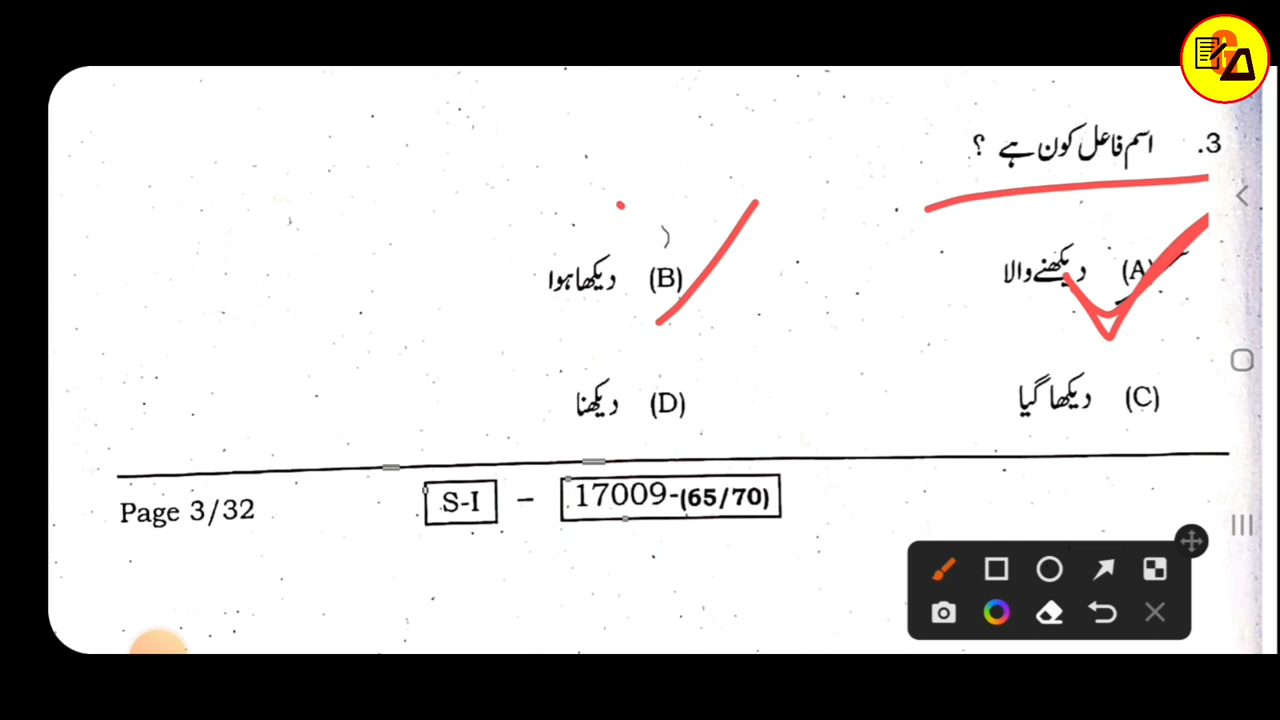 3. اسم فاعل کون ہے ؟
(A) دیکھنے والا (B) دیکھا ہوا
(C) دیکھا گیا (D) دیکھنا
Page 3/32 S-I - 17009-(65/70)